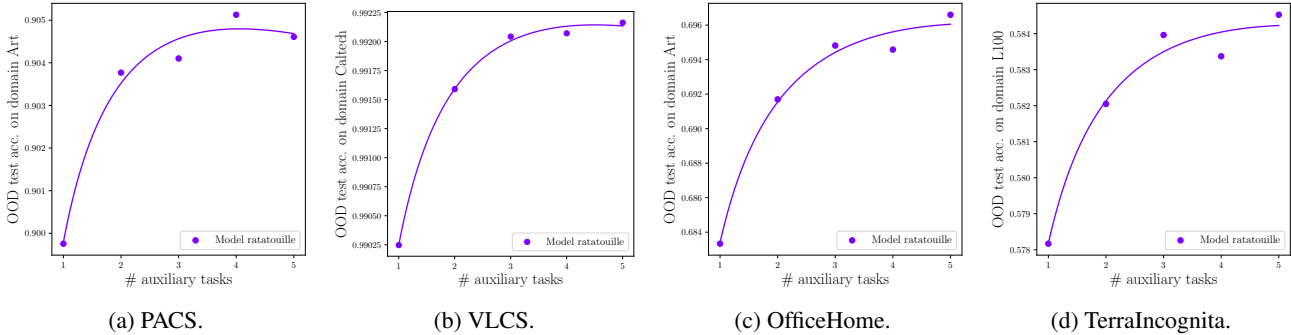 OOD test acc. on domain Art
0.905
0.904
0.903
0.902
0.901
0.900
1 2 3 4 5
# auxiliary tasks
Model ratatouille
(a) PACS.
OOD test acc. on domain Caltech
0.99225
0.99200
0.99175
0.99150
0.99125
0.99100
0.99075
0.99050
0.99025
1 2 3 4 5
# auxiliary tasks
Model ratatouille
(b) VLCS.
OOD test acc. on domain Art
0.696
0.694
0.692
0.690
0.688
0.686
0.684
1 2 3 4 5
# auxiliary tasks
Model ratatouille
(c) OfficeHome.
OOD test acc. on domain L100
0.584
0.583
0.582
0.581
0.580
0.579
0.578
1 2 3 4 5
# auxiliary tasks
Model ratatouille
(d) TerraIncognita.